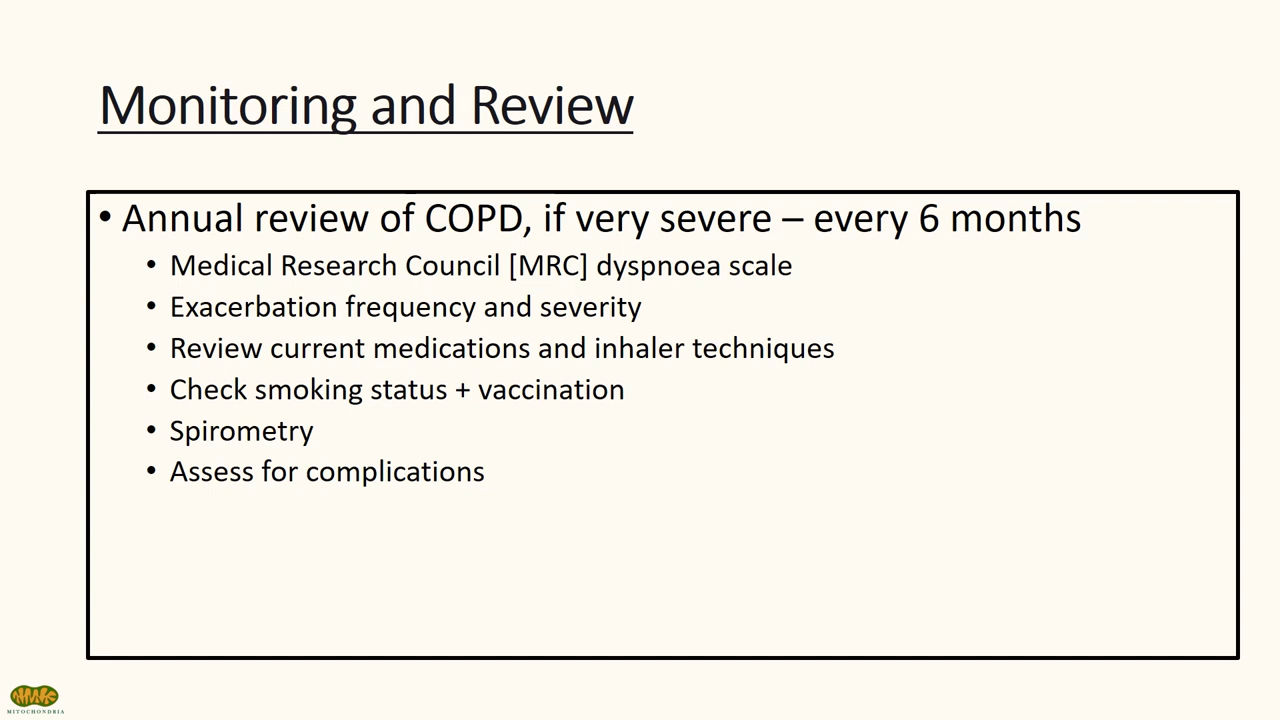 Monitoring and Review
• Annual review of COPD, if very severe – every 6 months
• Medical Research Council [MRC] dyspnoea scale
• Exacerbation frequency and severity
• Review current medications and inhaler techniques
• Check smoking status + vaccination
• Spirometry
• Assess for complications
MITOCHONDRIA